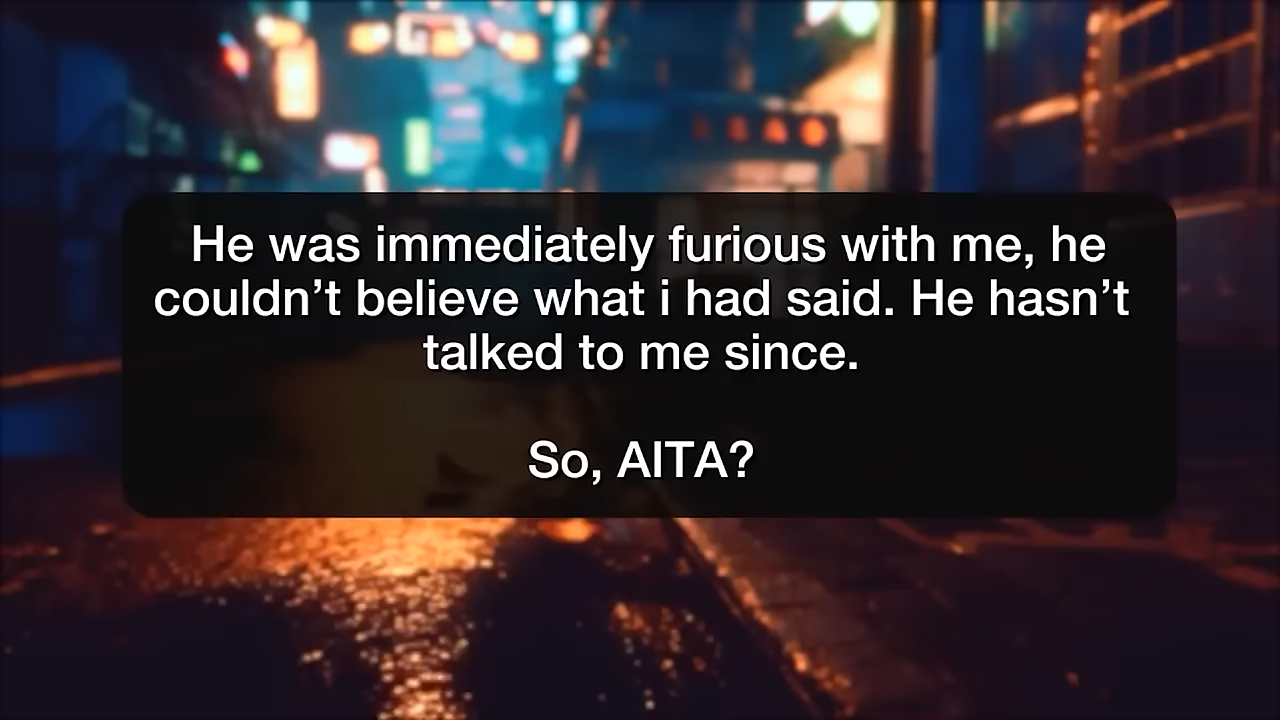 He was immediately furious with me, he
couldn’t believe what i had said. He hasn’t
talked to me since.
So, AITA?